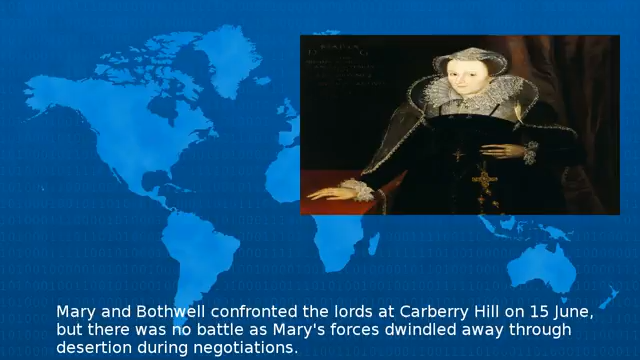 Mary and Bothwell confronted the lords at Carberry Hill on 15 June,
but there was no battle as Mary's forces dwindled away through
desertion during negotiations.